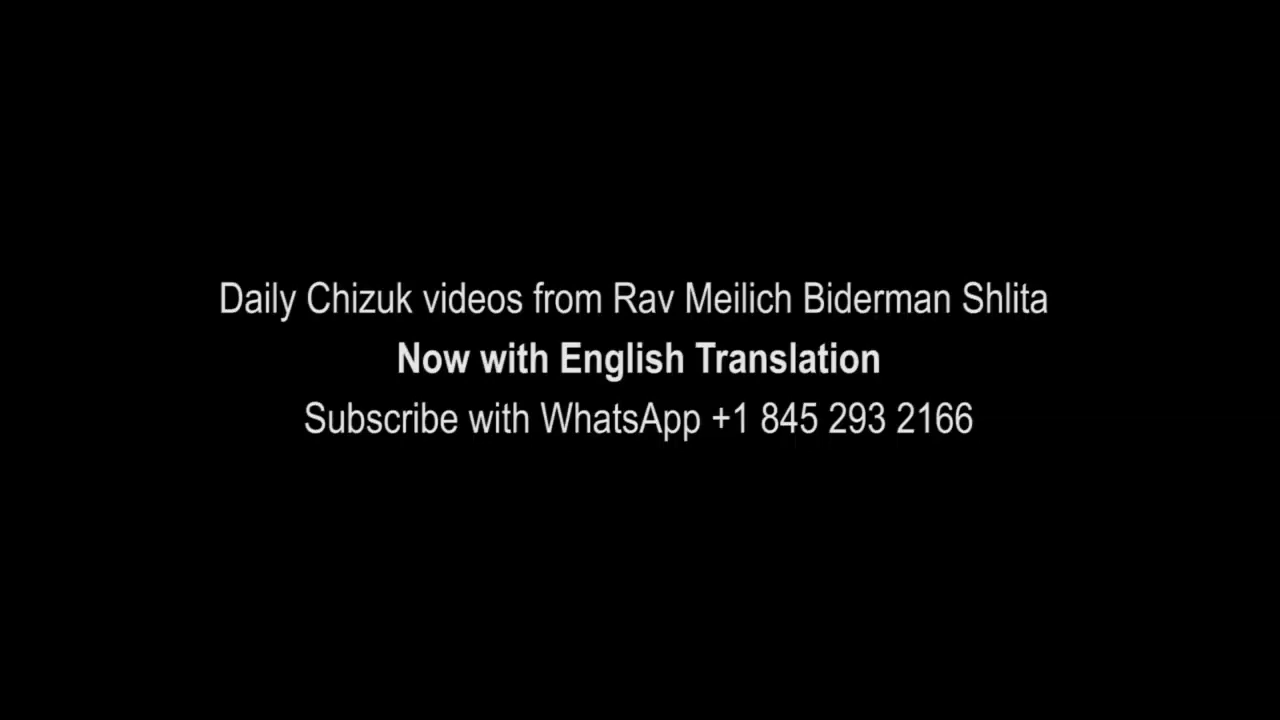 Daily Chizuk videos from Rav Meilich Biderman Shlita
Now with English Translation
Subscribe with WhatsApp +1 845 293 2166